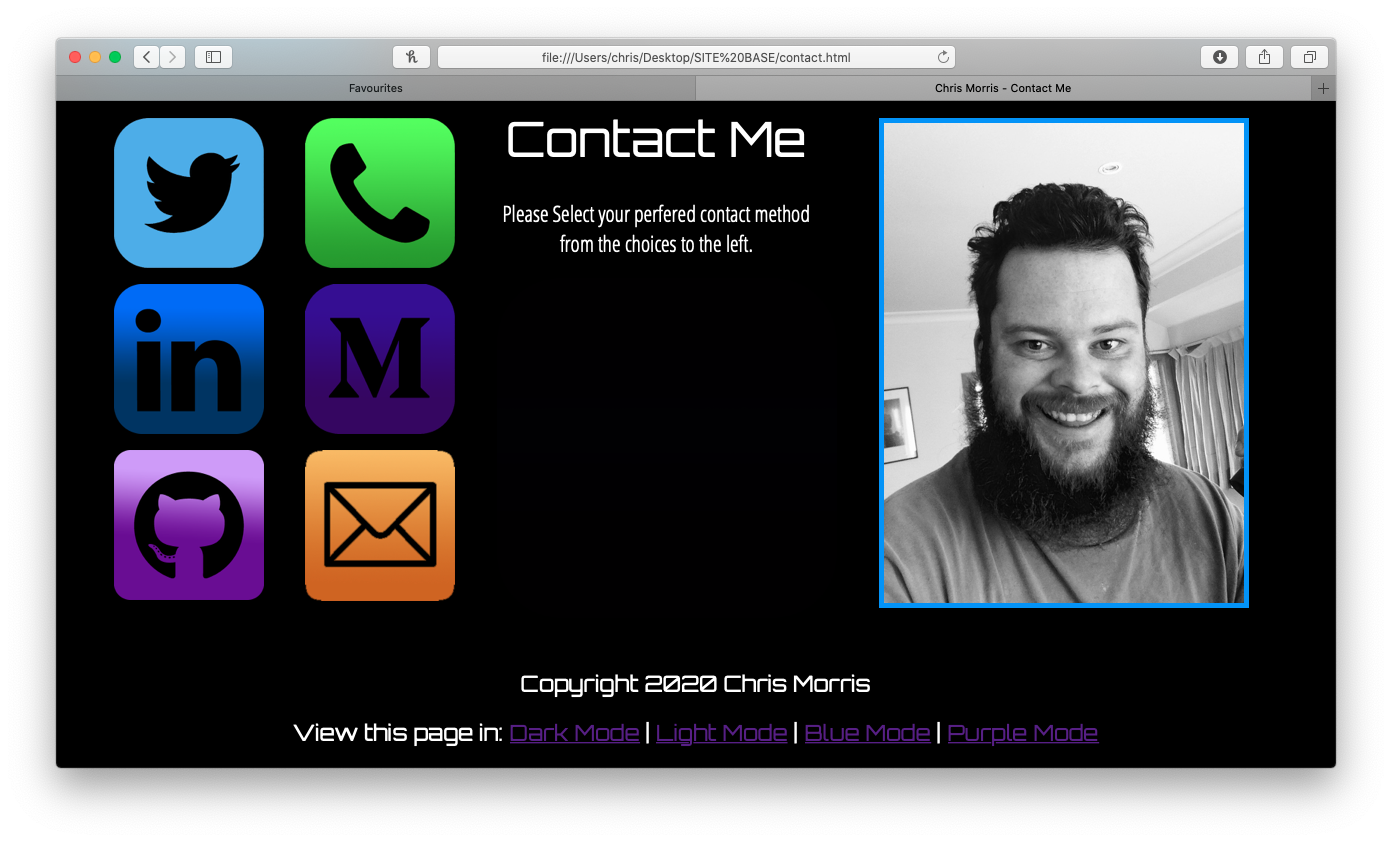 file:///Users/chris/Desktop/SITE%20BASE/contact.html
Favourites
Chris Morris - Contact Me
Contact Me
Please Select your perfered contact method
from the choices to the left.
in
M
Copyright 2020 Chris Morris
View this page in: Dark Mode | Light Mode | Blue Mode | Purple Mode